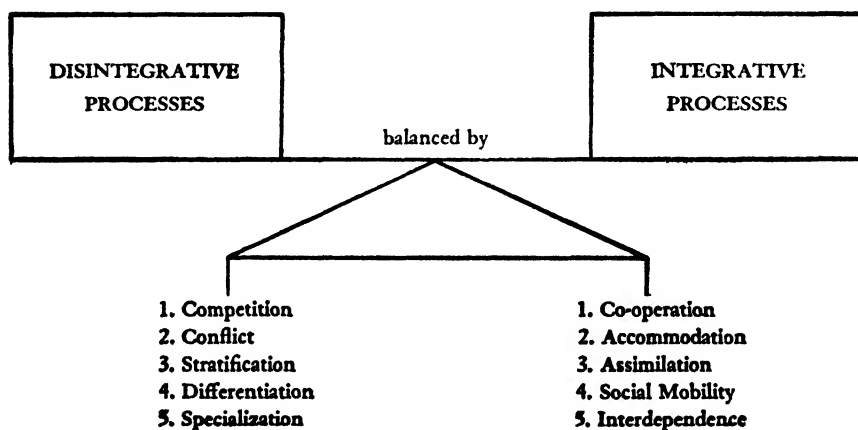 DISINTEGRATIVE
PROCESSES
INTEGRATIVE
PROCESSES
balanced by
1. Competition
2. Conflict
3. Stratification
4. Differentiation
5. Specialization
1. Co-operation
2. Accommodation
3. Assimilation
4. Social Mobility
5. Interdependence